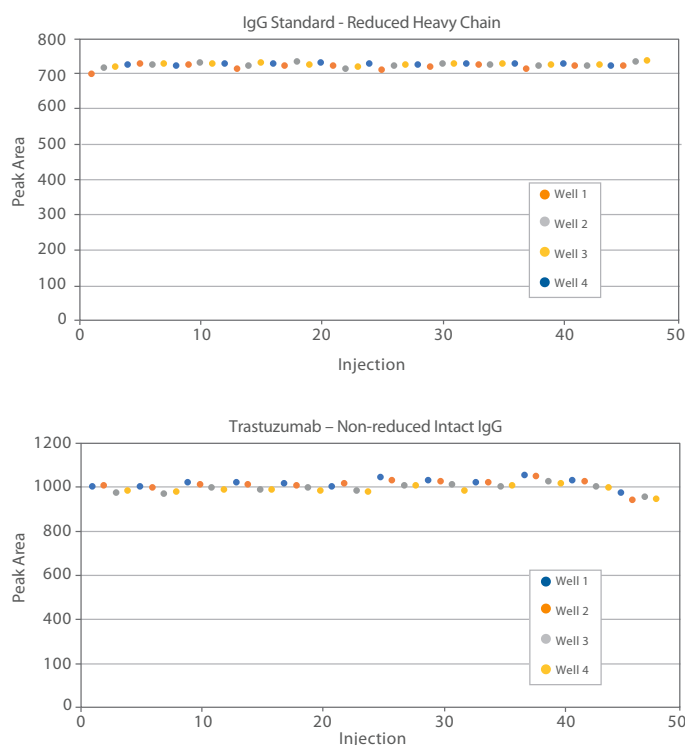 IgG Standard - Reduced Heavy Chain
800
700
600
500
400
300
200
100
0
Peak Area
Well 1
Well 2
Well 3
Well 4
0 10 20 30 40 50
Injection
Trastuzumab – Non-reduced Intact IgG
1200
1000
800
600
400
100
0
Peak Area
Well 1
Well 2
Well 3
Well 4
0 10 20 30 40 50
Injection